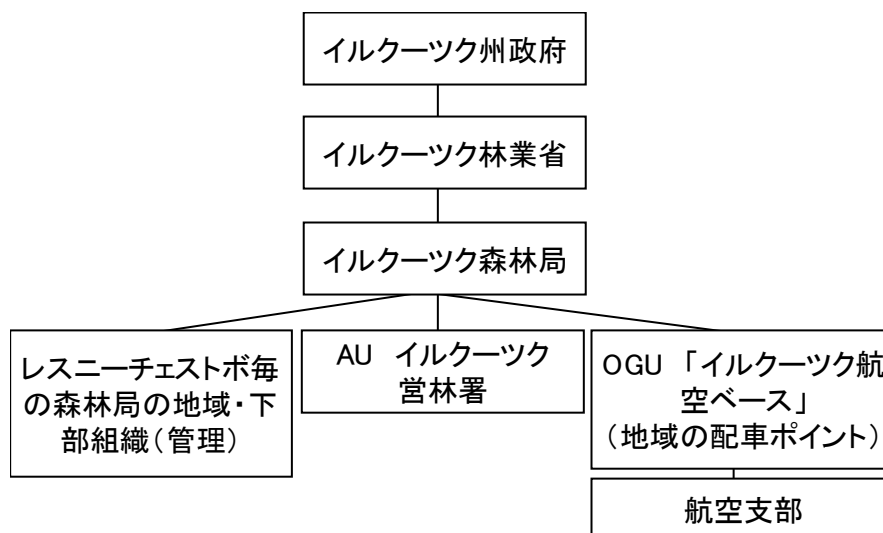 イルクーツク州政府
イルクーツク林業省
イルクーツク森林局
レスニーチェストボ毎
の森林局の地域・下
部組織(管理)
AU イルクーツク
営林署
OGU 「イルクーツク航
空ベース」
(地域の配車ポイント)
航空支部